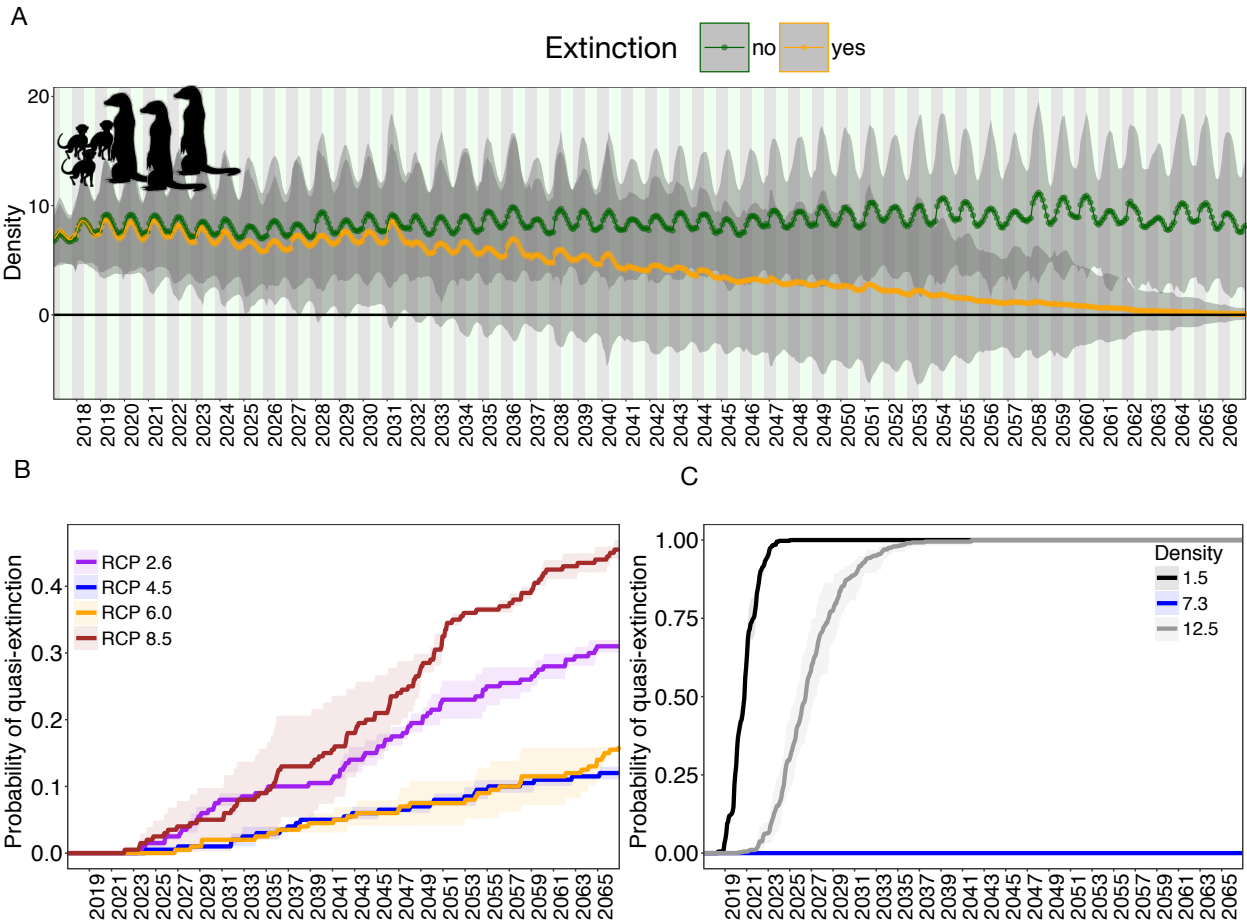 A
Extinction no yes
20
10
0
Density
2018 2019 2020 2021 2022 2023 2024 2025 2026 2027 2028 2029 2030 2031 2032 2033 2034 2035 2036 2037 2038 2039 2040 2041 2042 2043 2044 2045 2046 2047 2048 2049 2050 2051 2052 2053 2054 2055 2056 2057 2058 2059 2060 2061 2062 2063 2064 2065 2066
B
Probability of quasi-extinction
0.4
0.3
0.2
0.1
0.0
RCP 2.6
RCP 4.5
RCP 6.0
RCP 8.5
2019 2021 2023 2025 2027 2029 2031 2033 2035 2037 2039 2041 2043 2045 2047 2049 2051 2053 2055 2057 2059 2061 2063 2065
C
Probability of quasi-extinction
1.00
0.75
0.50
0.25
0.00
Density
1.5
7.3
12.5
2019 2021 2023 2025 2027 2029 2031 2033 2035 2037 2039 2041 2043 2045 2047 2049 2051 2053 2055 2057 2059 2061 2063 2065